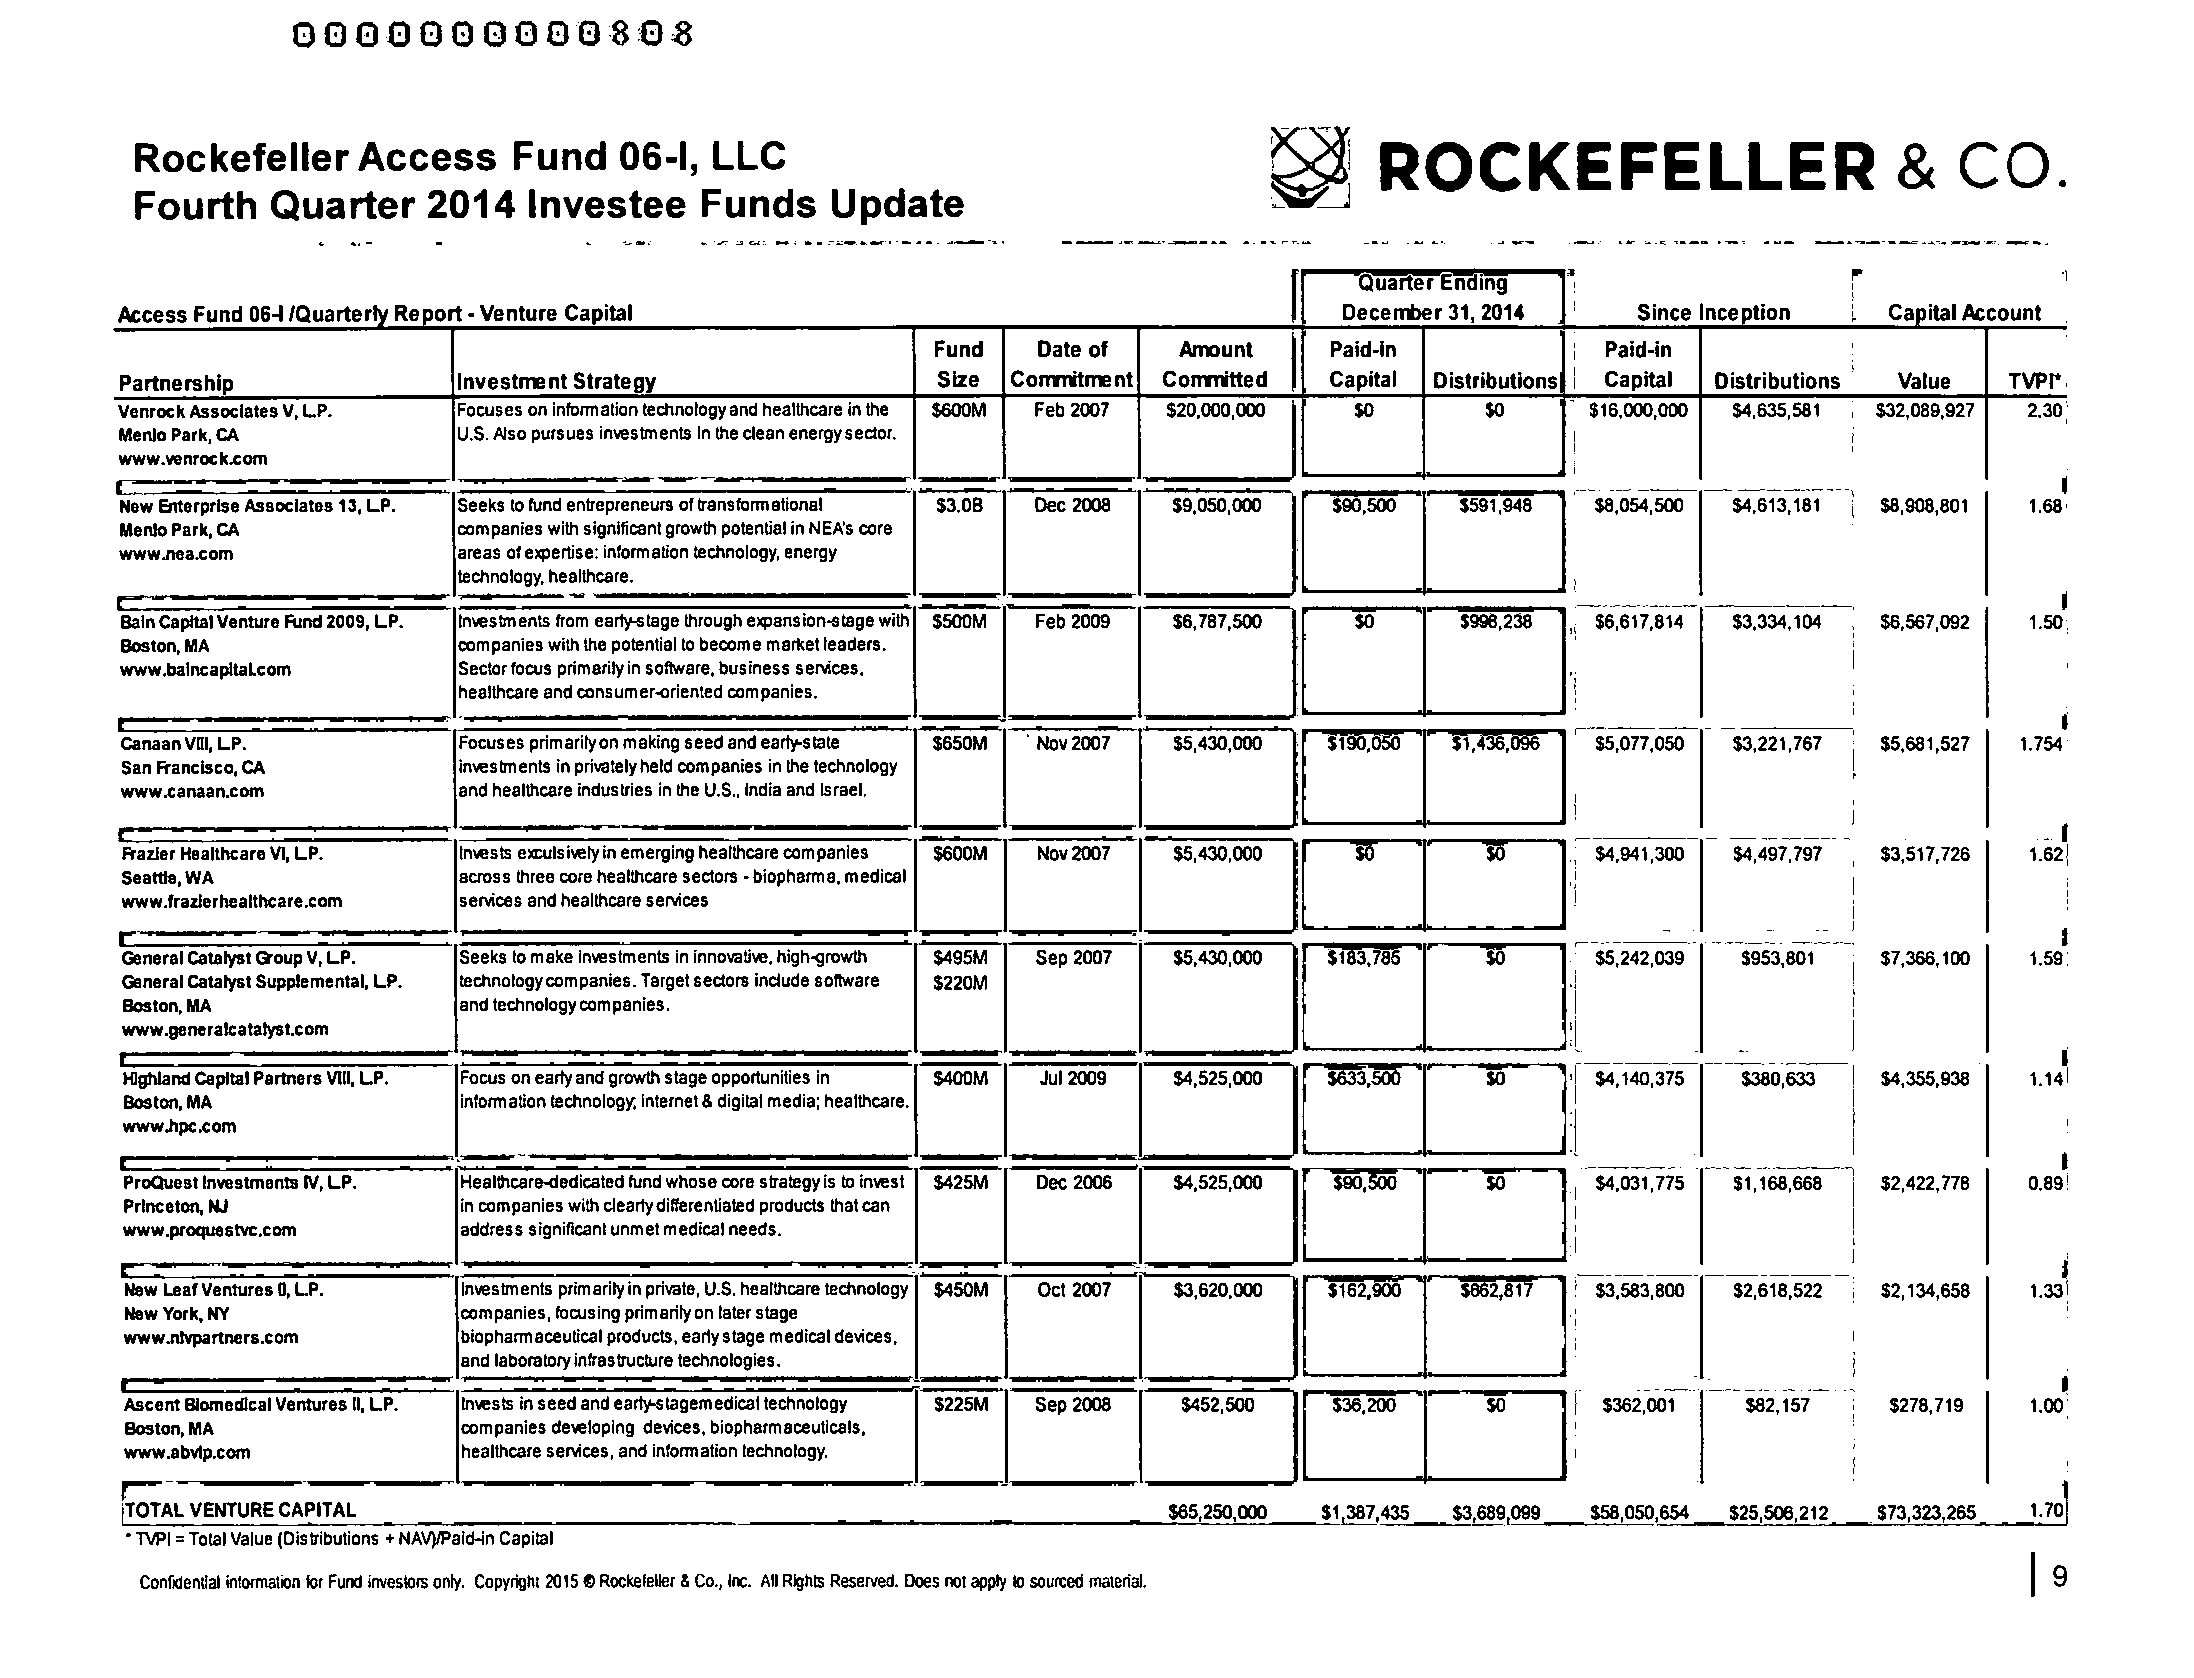 0000000000808
Rockefeller Access Fund 06-I, LLC
Fourth Quarter 2014 Investee Funds Update
ROCKEFELLER & CO.
Access Fund 06-I /Quarterly Report - Venture Capital
Quarter Ending
December 31, 2014
Since Inception
Capital Account
Partnership Investment Strategy Fund Size Date of Commitment Amount Committed Paid-in Capital Distributions Paid-in Capital Distributions Value TVPI*
Venrock Associates V, L.P. Focuses on information technology and healthcare in the $600M Feb 2007 $20,000,000 $0 $0 $16,000,000 $4,635,581 $32,089,927 2.30
Menlo Park, CA U.S. Also pursues investments in the clean energy sector.
www.venrock.com
New Enterprise Associates 13, L.P. Seeks to fund entrepreneurs of transformational $3.0B Dec 2008 $9,050,000 $90,500 $591,948 $8,054,500 $4,613,181 $8,908,801 1.68
Menlo Park, CA companies with significant growth potential in NEA's core
www.nea.com areas of expertise: information technology, energy
technology, healthcare.
Bain Capital Venture Fund 2009, L.P. Investments from early-stage through expansion-stage with $500M Feb 2009 $6,787,500 $0 $998,238 $6,617,814 $3,334,104 $6,567,092 1.50
Boston, MA companies with the potential to become market leaders.
www.baincapital.com Sector focus primarily in software, business services,
healthcare and consumer-oriented companies.
Canaan VIII, L.P. Focuses primarily on making seed and early-state $650M Nov 2007 $5,430,000 $190,050 $1,436,096 $5,077,050 $3,221,767 $5,681,527 1.754
San Francisco, CA investments in privately held companies in the technology
www.canaan.com and healthcare industries in the U.S., India and Israel.
Frazier Healthcare VI, L.P. Invests exculsively in emerging healthcare companies $600M Nov 2007 $5,430,000 $0 $0 $4,941,300 $4,497,797 $3,517,726 1.62
Seattle, WA across three core healthcare sectors - biopharma, medical
www.frazierhealthcare.com services and healthcare services
General Catalyst Group V, L.P. Seeks to make investments in innovative, high-growth $495M Sep 2007 $5,430,000 $183,785 $0 $5,242,039 $953,801 $7,366,100 1.59
General Catalyst Supplemental, L.P. technology companies. Target sectors include software $220M
Boston, MA and technology companies.
www.generalcatalyst.com
Highland Capital Partners VIII, L.P. Focus on early and growth stage opportunities in $400M Jul 2009 $4,525,000 $633,500 $0 $4,140,375 $380,633 $4,355,938 1.14
Boston, MA information technology; internet & digital media; healthcare.
www.hpc.com
ProQuest Investments IV, L.P. Healthcare-dedicated fund whose core strategy is to invest $425M Dec 2006 $4,525,000 $90,500 $0 $4,031,775 $1,168,668 $2,422,778 0.89
Princeton, NJ in companies with clearly differentiated products that can
www.proquestvc.com address significant unmet medical needs.
New Leaf Ventures II, L.P. Investments primarily in private, U.S. healthcare technology $450M Oct 2007 $3,620,000 $162,900 $662,817 $3,583,800 $2,618,522 $2,134,658 1.33
New York, NY companies, focusing primarily on later stage
www.nlvpartners.com biopharmaceutical products, early stage medical devices,
and laboratory infrastructure technologies.
Ascent Biomedical Ventures II, L.P. Invests in seed and early-stagemedical technology $225M Sep 2008 $452,500 $36,200 $0 $362,001 $82,157 $278,719 1.00
Boston, MA companies developing devices, biopharmaceuticals,
www.abvlp.com healthcare services, and information technology.
TOTAL VENTURE CAPITAL $65,250,000 $1,387,435 $3,689,099 $58,050,654 $25,506,212 $73,323,265 1.70
* TVPI = Total Value (Distributions + NAV)/Paid-in Capital
Confidential information for Fund investors only. Copyright 2015 © Rockefeller & Co., Inc. All Rights Reserved. Does not apply to sourced material.
9